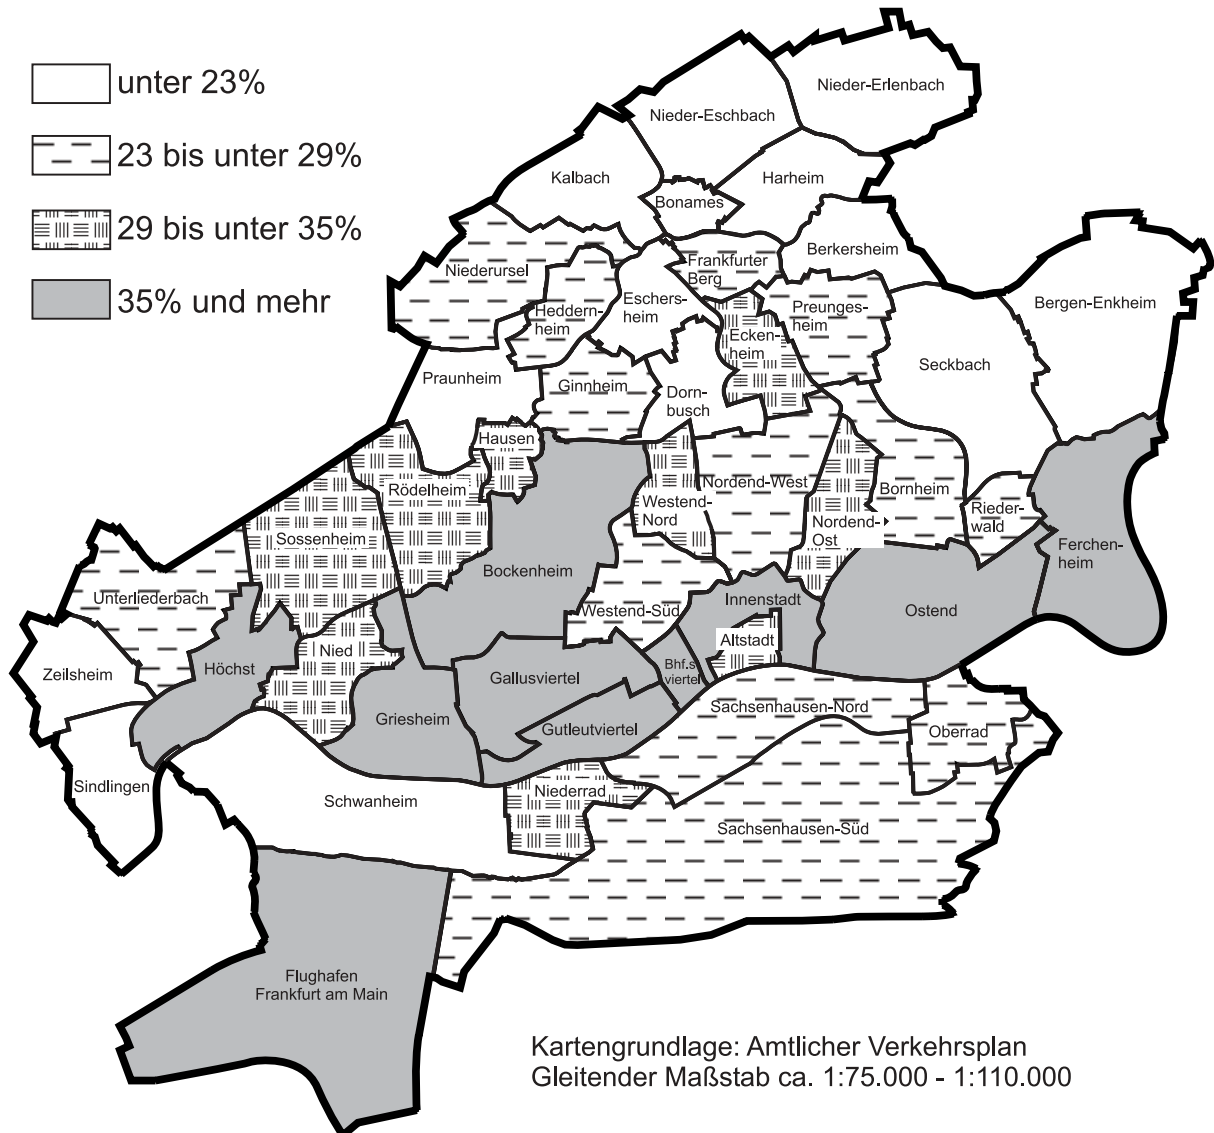 unter 23%
23 bis unter 29%
29 bis unter 35%
35% und mehr
Nieder-Erlenbach
Nieder-Eschbach
Kalbach
Harheim
Bonames
Berkersheim
Niederursel
Frankfurter
Berg
Bergen-Enkheim
Heddern-
heim
Eschers-
heim
Preunges-
heim
Ecken-
heim
Seckbach
Praunheim
Ginnheim
Dorn-
busch
Hausen
Rödelheim
Nordend-West
Bornheim
Westend-
Nord
Rieder-
wald
Nordend-
Ost
Sossenheim
Ferchen-
heim
Bockenheim
Unterliederbach
Westend-Süd
Innenstadt
Ostend
Altstadt
Nied
Höchst
Zeilsheim
Bhf.s
viertel
Gallusviertel
Sachsenhausen-Nord
Griesheim
Gutleutviertel
Oberrad
Sindlingen
Niederrad
Schwanheim
Sachsenhausen-Süd
Flughafen
Frankfurt am Main
Kartengrundlage: Amtlicher Verkehrsplan
Gleitender Maßstab ca. 1:75.000 - 1:110.000